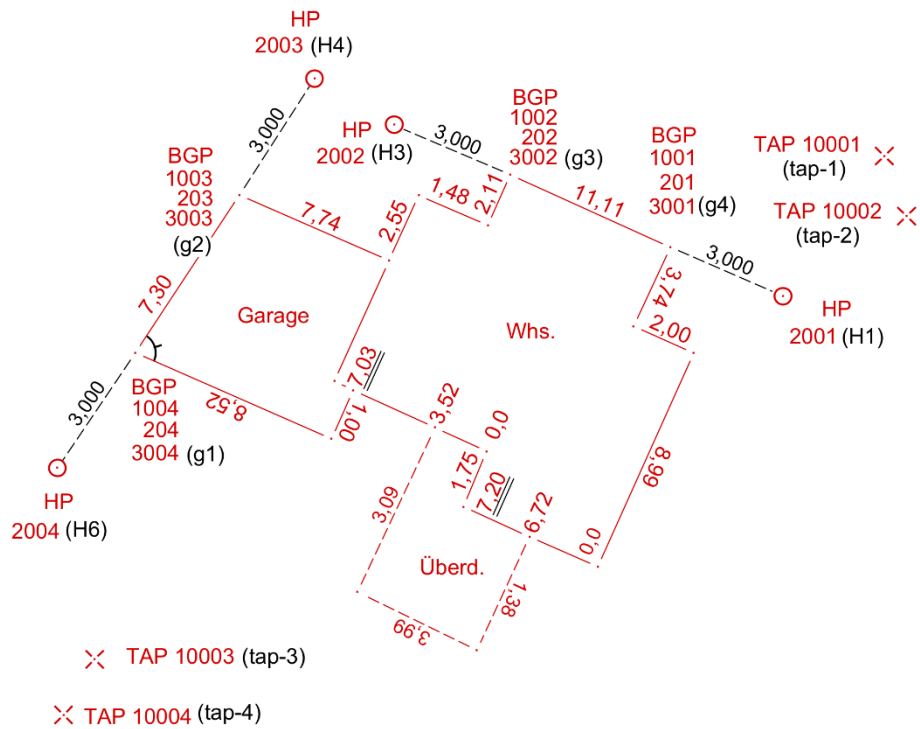 HP
2003 (H4)
3,000
BGP
1003
203
3003
(g2)
HP
2002 (H3)
3,000
BGP
1002
202
3002 (g3)
BGP
1001
201
3001 (g4)
TAP 10001
(tap-1)
TAP 10002
(tap-2)
11,11
1,48
2,11
2,55
7,74
7,30
3,74
2,00
3,000
HP
2001 (H1)
Garage
Whs.
7,03
1,00
8,52
3,000
BGP
1004
204
3004 (g1)
HP
2004 (H6)
3,52
0,0
1,75
7,20
6,72
0,0
8,99
3,09
Überd.
1,38
3,99
TAP 10003 (tap-3)
TAP 10004 (tap-4)